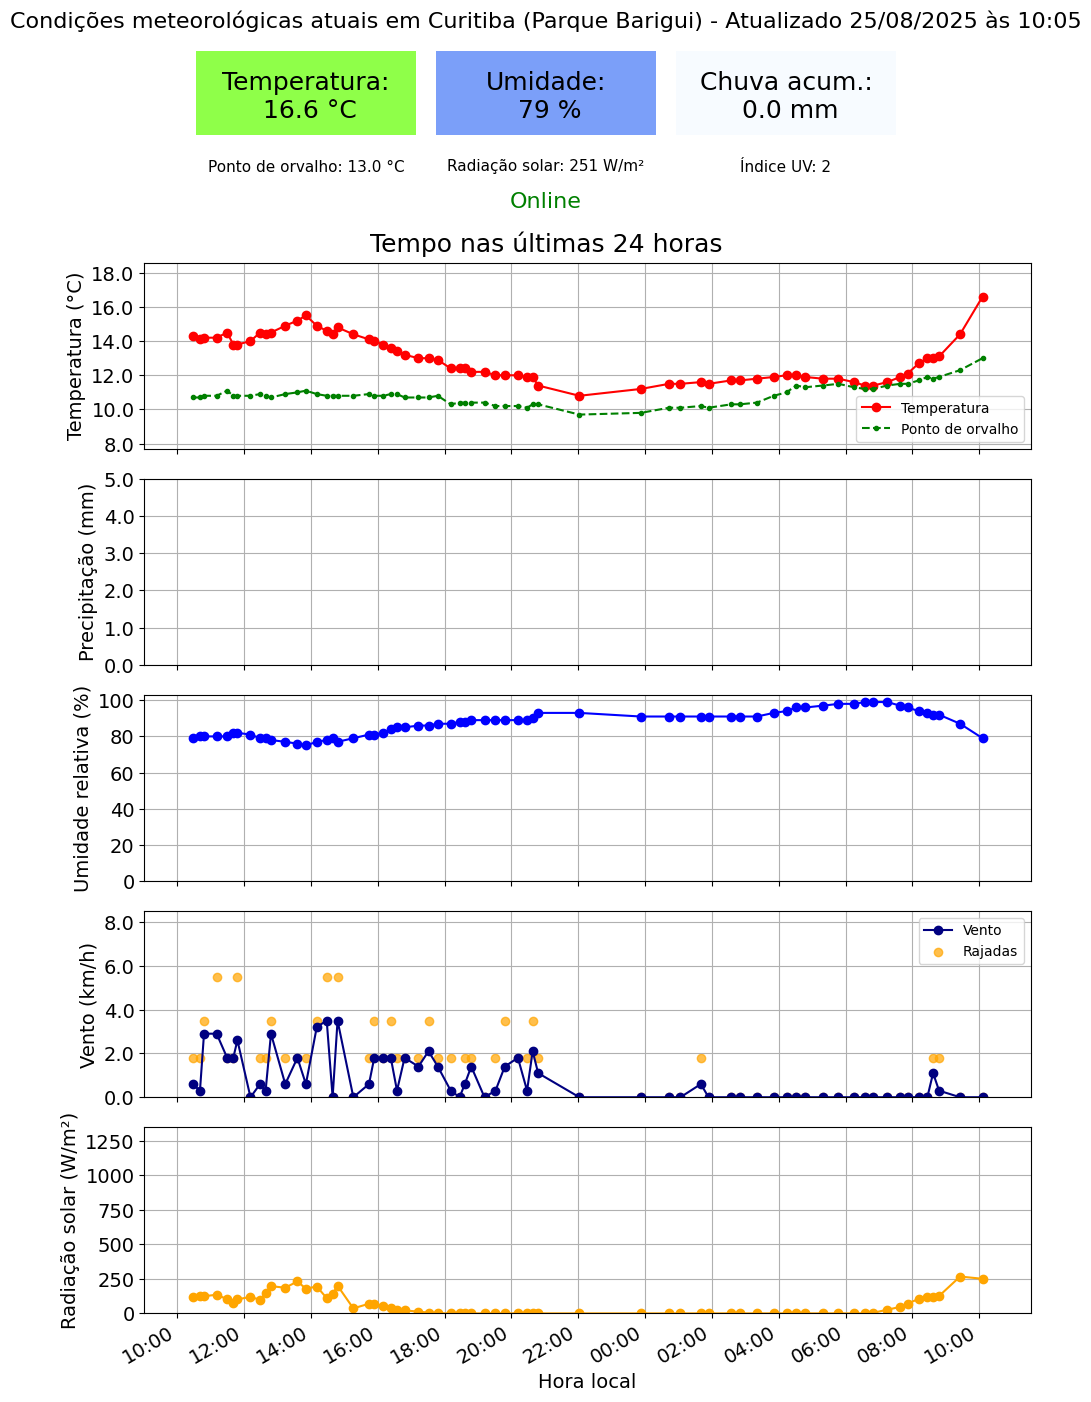 Condições meteorológicas atuais em Curitiba (Parque Barigui) - Atualizado 25/08/2025 às 10:05
Temperatura:
16.6 °C
Umidade:
79 %
Chuva acum.:
0.0 mm
Ponto de orvalho: 13.0 °C
Radiação solar: 251 W/m²
Índice UV: 2
Online
Tempo nas últimas 24 horas
Temperatura (°C)
18.0
16.0
14.0
12.0
10.0
8.0
Temperatura
Ponto de orvalho
Precipitação (mm)
5.0
4.0
3.0
2.0
1.0
0.0
Umidade relativa (%)
100
80
60
40
20
0
Vento (km/h)
8.0
6.0
4.0
2.0
0.0
Vento
Rajadas
Radiação solar (W/m²)
1250
1000
750
500
250
0
10:00
12:00
14:00
16:00
18:00
20:00
22:00
00:00
02:00
04:00
06:00
08:00
10:00
Hora local